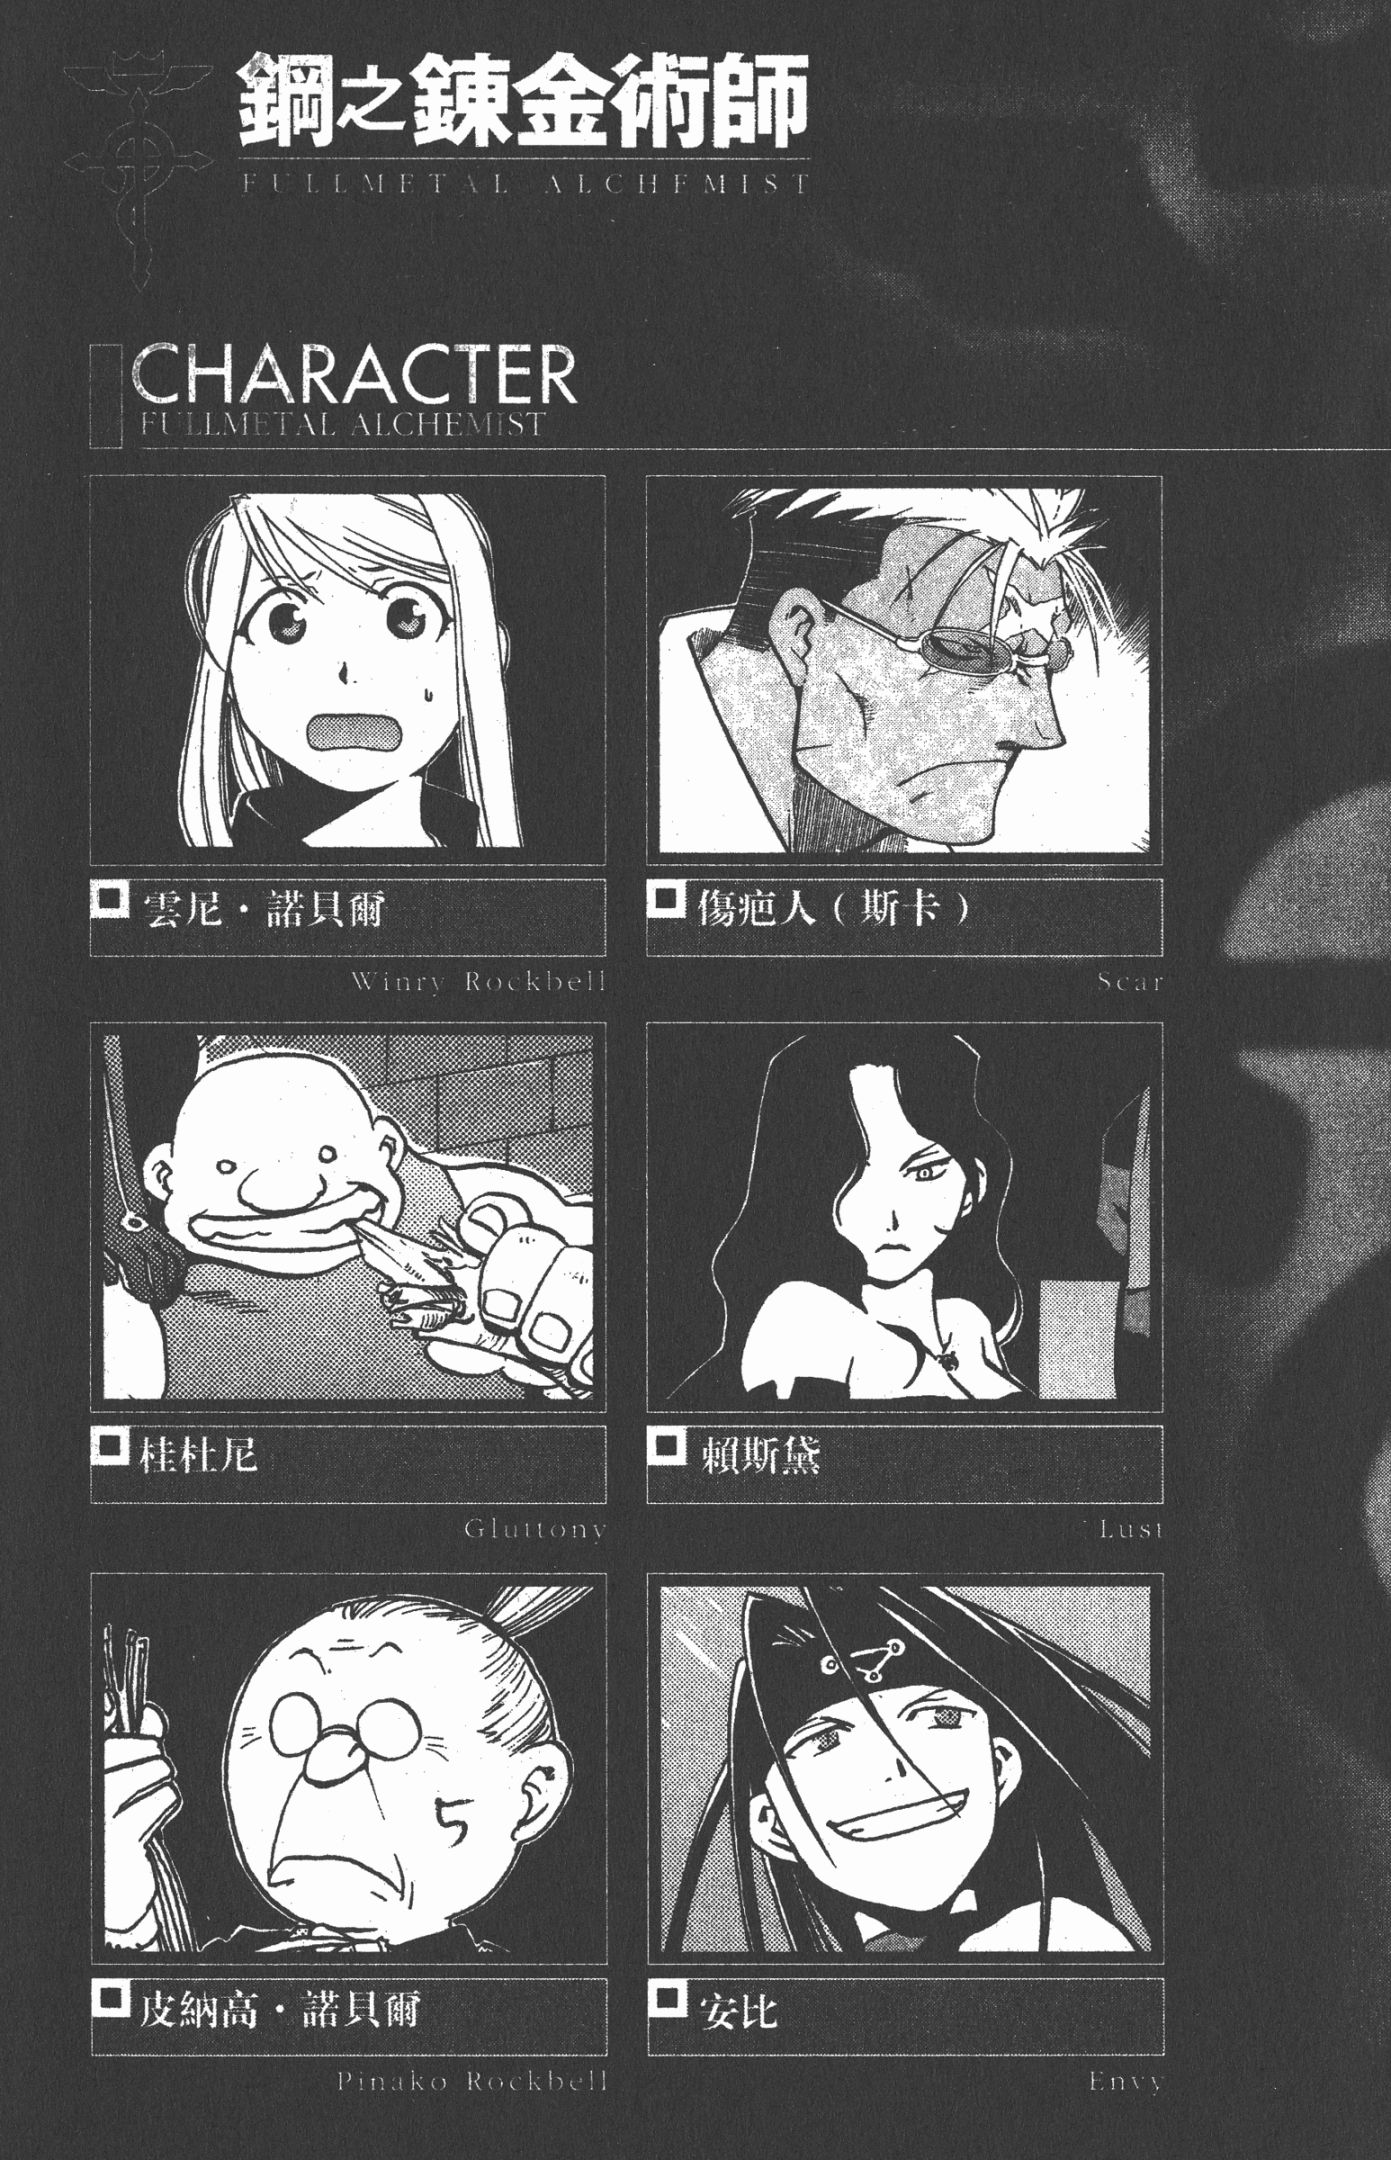 鋼之鍊金術師
FULLMETAL ALCHEMIST
CHARACTER
FULLMETAL ALCHEMIST
雲尼・諾貝爾
Winry Rockbell
傷疤人(斯卡)
Scar
桂杜尼
Gluttony
賴斯黛
Lust
皮納高・諾貝爾
Pinako Rockbell
安比
Envy